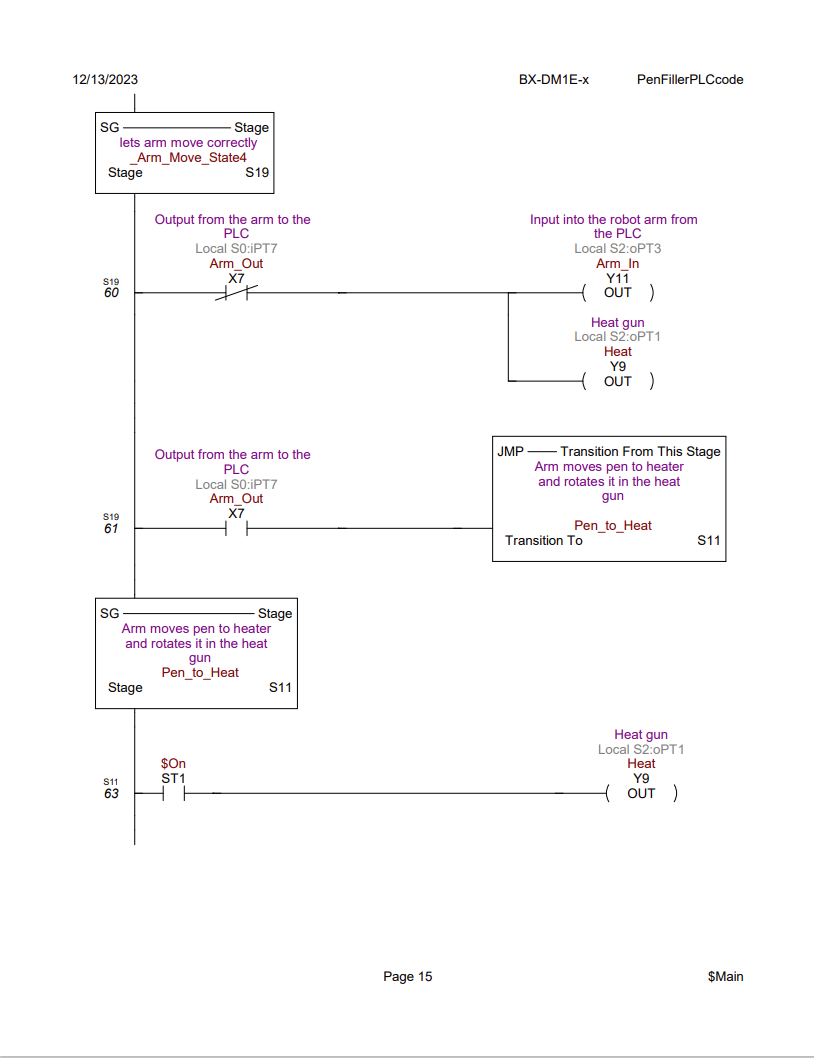 12/13/2023 BX-DM1E-x PenFillerPLCcode
SG Stage
lets arm move correctly
_Arm_Move_State4
Stage S19
Output from the arm to the
PLC
Local S0:iPT7
Arm_Out
X7
Input into the robot arm from
the PLC
Local S2:oPT3
Arm_In
Y11
S19
60
OUT
Heat gun
Local S2:oPT1
Heat
Y9
OUT
Output from the arm to the
PLC
Local S0:iPT7
Arm_Out
X7
S19
61
JMP Transition From This Stage
Arm moves pen to heater
and rotates it in the heat
gun
Pen_to_Heat
Transition To S11
SG Stage
Arm moves pen to heater
and rotates it in the heat
gun
Pen_to_Heat
Stage S11
$On
ST1
S11
63
Heat gun
Local S2:oPT1
Heat
Y9
OUT
Page 15 $Main